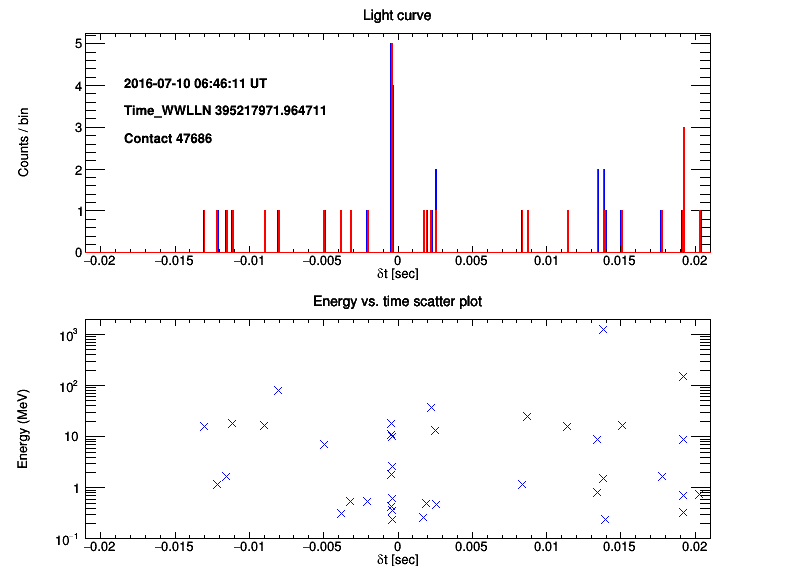 Light curve
5
4
3
2
1
0
Counts / bin
2016-07-10 06:46:11 UT
Time_WWLLN 395217971.964711
Contact 47686
−0.02 −0.015 −0.01 −0.005 0 0.005 0.01 0.015 0.02
δt [sec]
Energy vs. time scatter plot
10³
10²
10
1
10⁻¹
Energy (MeV)
−0.02 −0.015 −0.01 −0.005 0 0.005 0.01 0.015 0.02
δt [sec]